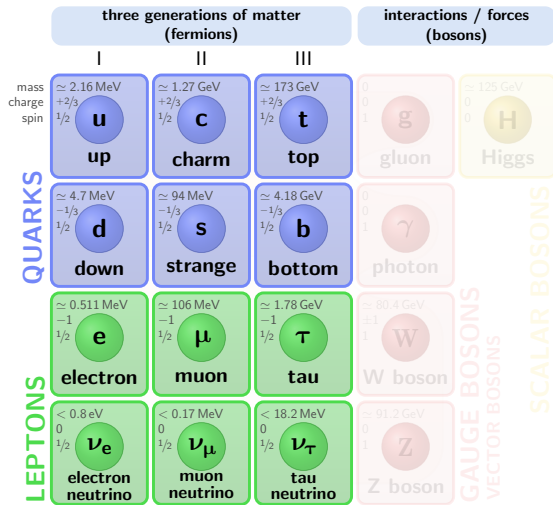 three generations of matter
(fermions)
interactions / forces
(bosons)
I II III
mass
charge
spin
≃ 2.16 MeV
+2/3
1/2
u
up
≃ 1.27 GeV
+2/3
1/2
c
charm
≃ 173 GeV
+2/3
1/2
t
top
0
0
1
g
gluon
≃ 125 GeV
0
0
H
Higgs
QUARKS
≃ 4.7 MeV
−1/3
1/2
d
down
≃ 94 MeV
−1/3
1/2
s
strange
≃ 4.18 GeV
−1/3
1/2
b
bottom
0
0
1
γ
photon
LEPTONS
≃ 0.511 MeV
−1
1/2
e
electron
≃ 106 MeV
−1
1/2
μ
muon
≃ 1.78 GeV
−1
1/2
τ
tau
≃ 80.4 GeV
±1
1
W
W boson
< 0.8 eV
0
1/2
νe
electron
neutrino
< 0.17 MeV
0
1/2
νμ
muon
neutrino
< 18.2 MeV
0
1/2
ντ
tau
neutrino
≃ 91.2 GeV
0
1
Z
Z boson
GAUGE BOSONS
VECTOR BOSONS
SCALAR BOSONS